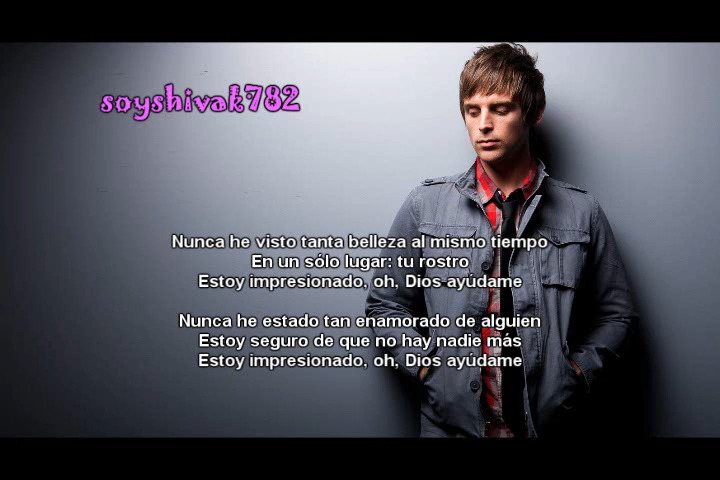 soyshivak782
Nunca he visto tanta belleza al mismo tiempo
En un sólo lugar: tu rostro
Estoy impresionado, oh, Dios ayúdame
Nunca he estado tan enamorado de alguien
Estoy seguro de que no hay nadie más
Estoy impresionado, oh, Dios ayúdame